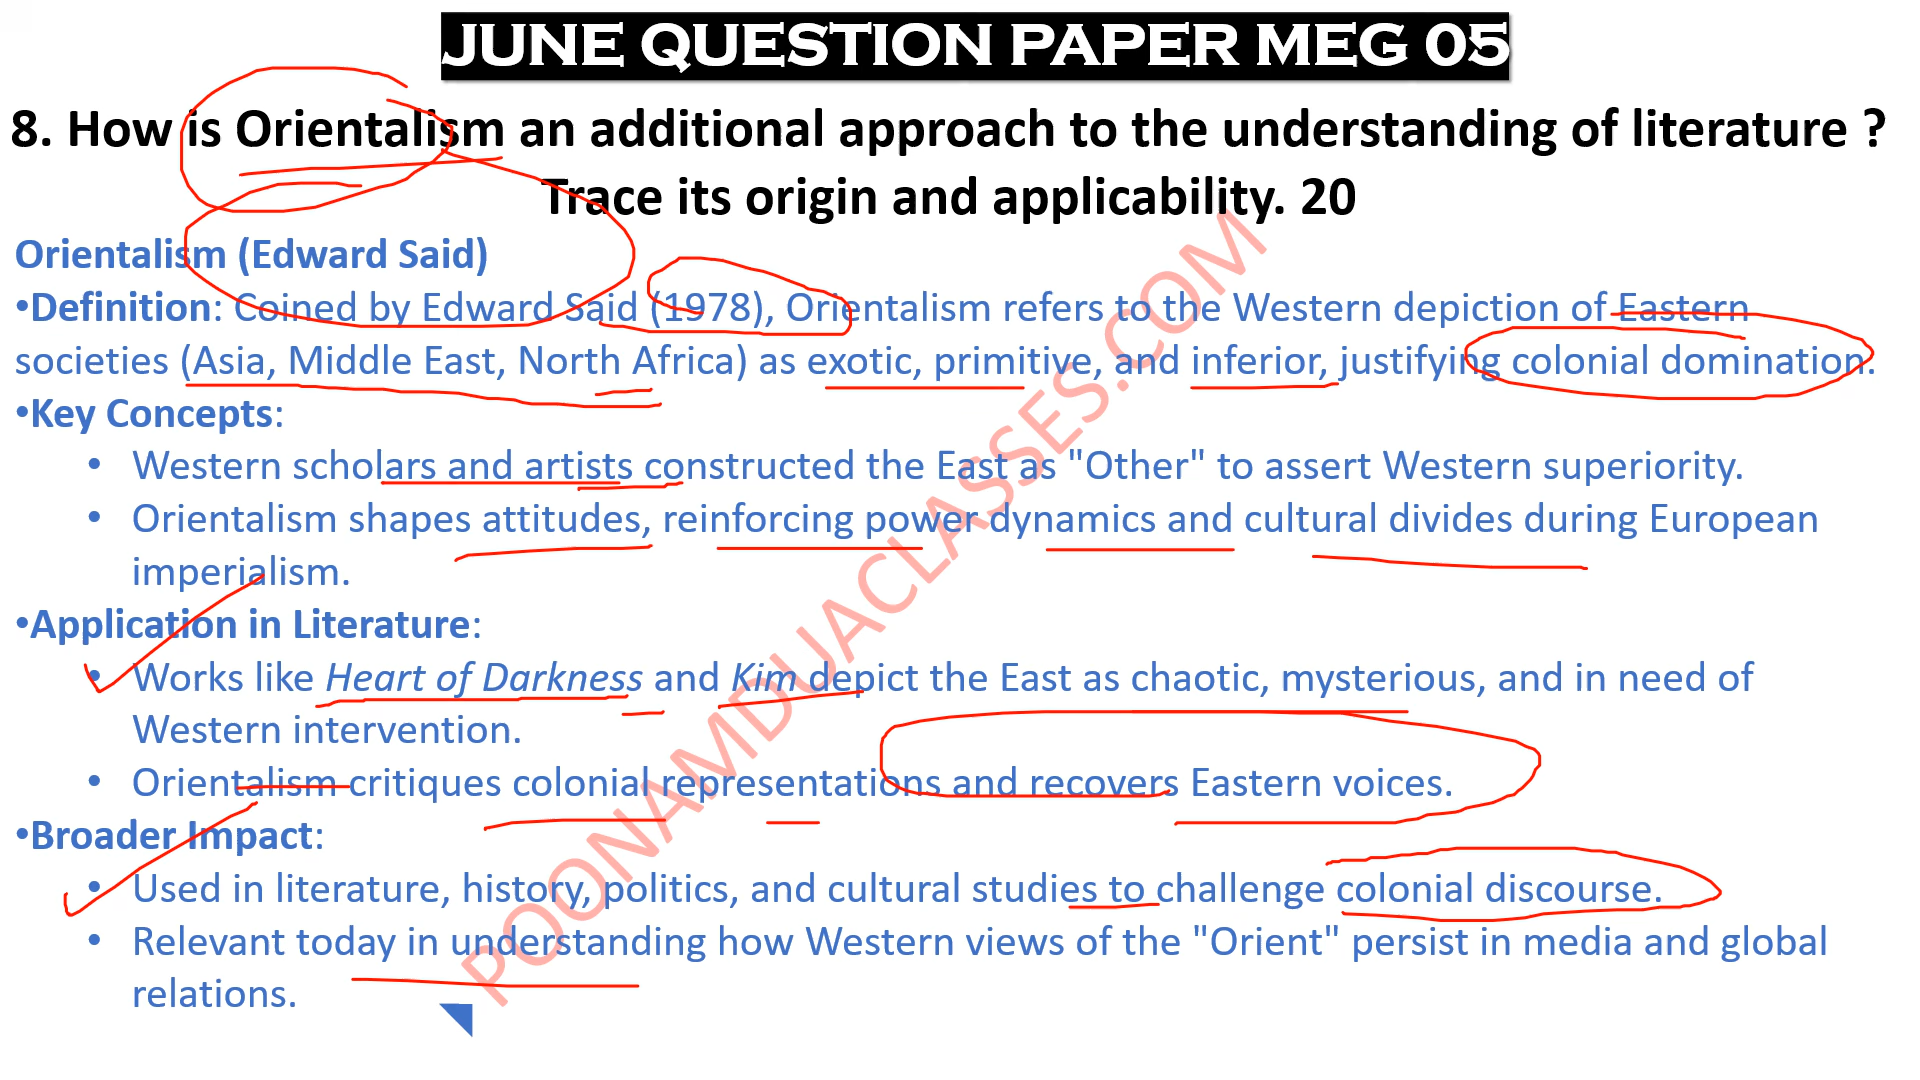 JUNE QUESTION PAPER MEG 05
8. How is Orientalism an additional approach to the understanding of literature ?
Trace its origin and applicability. 20
Orientalism (Edward Said)
•Definition: Coined by Edward Said (1978), Orientalism refers to the Western depiction of Eastern
societies (Asia, Middle East, North Africa) as exotic, primitive, and inferior, justifying colonial domination.
•Key Concepts:
• Western scholars and artists constructed the East as "Other" to assert Western superiority.
• Orientalism shapes attitudes, reinforcing power dynamics and cultural divides during European
imperialism.
•Application in Literature:
• Works like Heart of Darkness and Kim depict the East as chaotic, mysterious, and in need of
Western intervention.
• Orientalism critiques colonial representations and recovers Eastern voices.
•Broader Impact:
• Used in literature, history, politics, and cultural studies to challenge colonial discourse.
• Relevant today in understanding how Western views of the "Orient" persist in media and global
relations.
POONAMDUACLASSES.COM